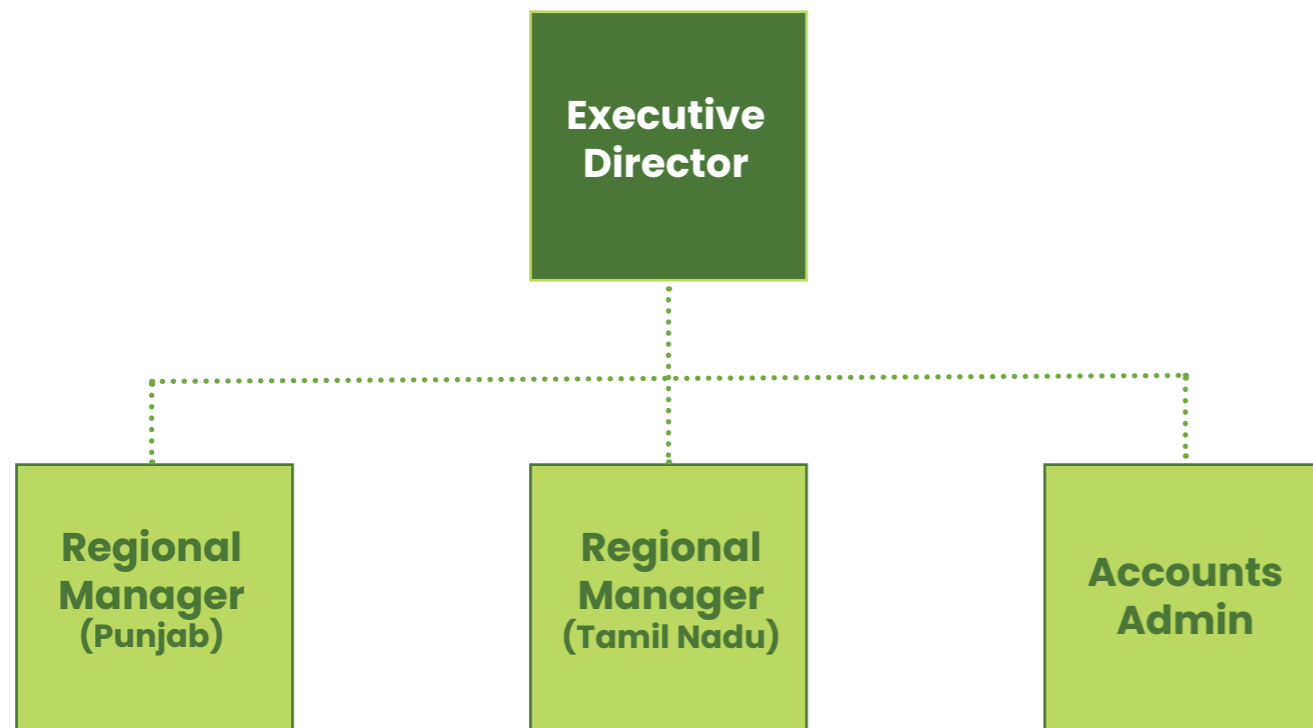 Executive
Director
Regional
Manager
(Punjab)
Regional
Manager
(Tamil Nadu)
Accounts
Admin